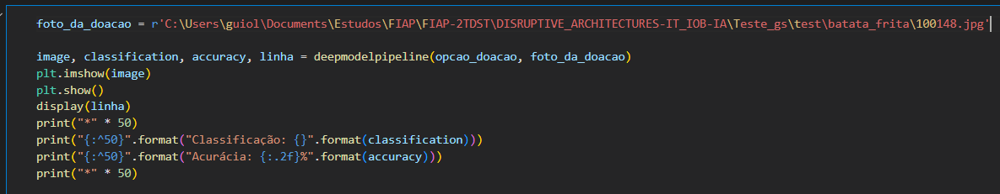 foto_da_doacao = r'C:\Users\guiol\Documents\Estudos\FIAP\FIAP-2TDST\DISRUPTIVE_ARCHITECTURES-IT_IOB-IA\Teste_gs\test\batata_frita\100148.jpg'
image, classification, accuracy, linha = deepmodelpipeline(opcao_doacao, foto_da_doacao)
plt.imshow(image)
plt.show()
display(linha)
print("*" * 50)
print("{:^50}".format("Classificação: {}".format(classification)))
print("{:^50}".format("Acurácia: {:.2f}%".format(accuracy)))
print("*" * 50)